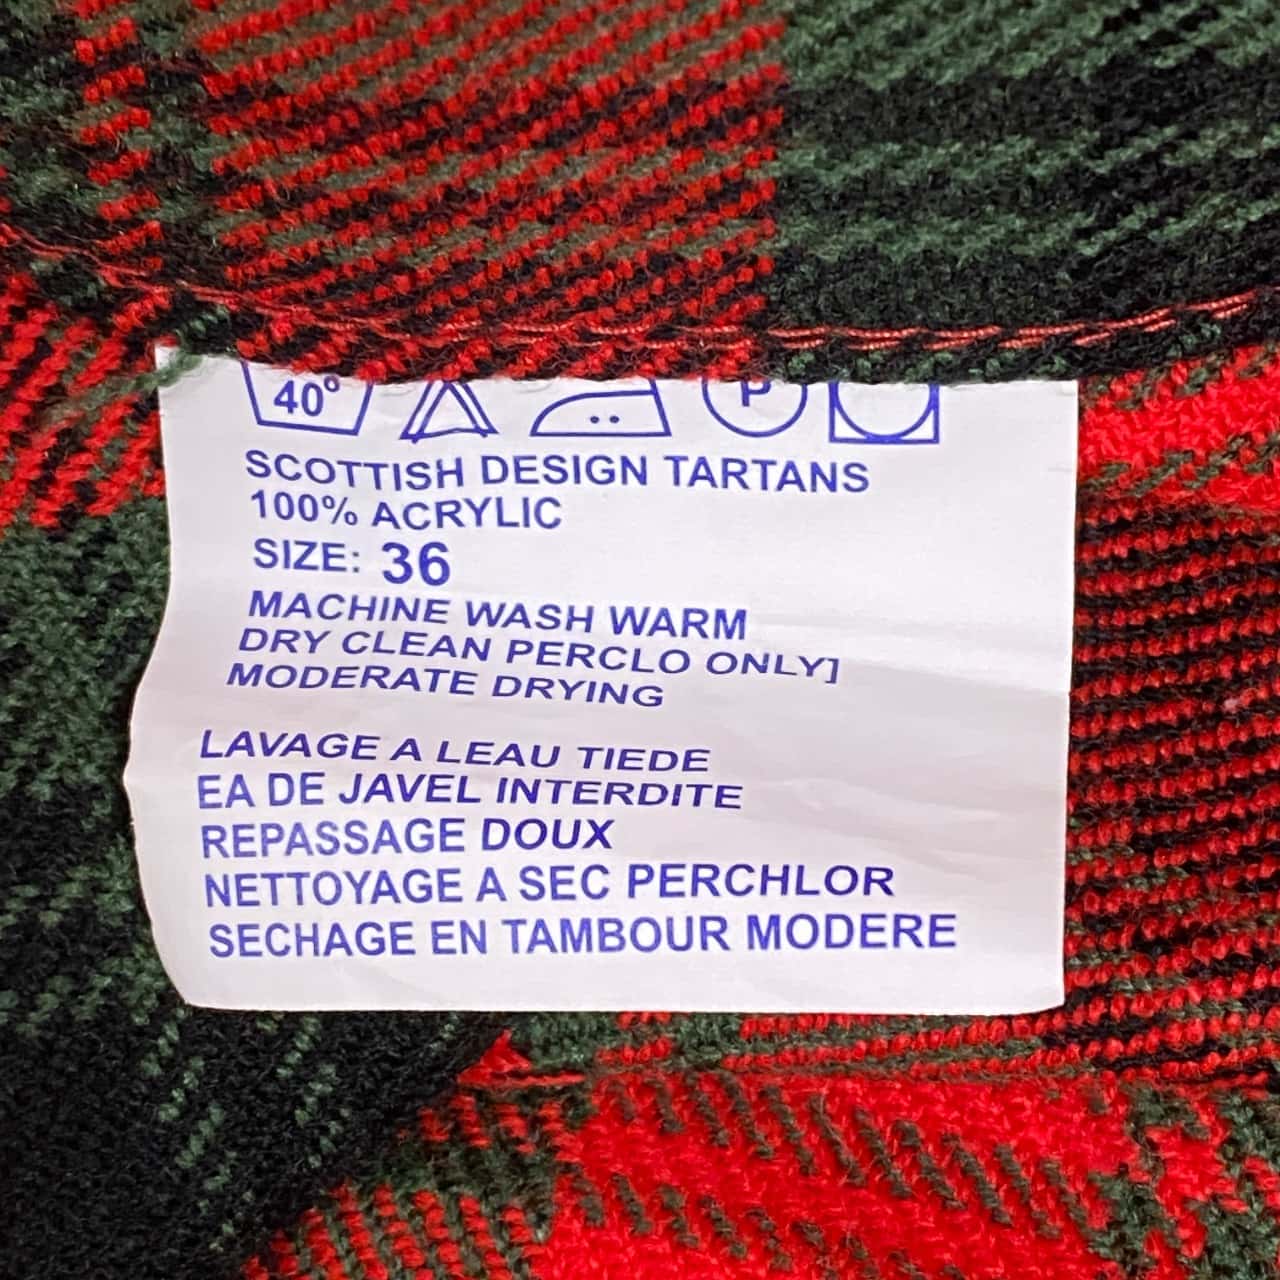 40°
P
SCOTTISH DESIGN TARTANS
100% ACRYLIC
SIZE: 36
MACHINE WASH WARM
DRY CLEAN PERCLO ONLY]
MODERATE DRYING
LAVAGE A LEAU TIEDE
EA DE JAVEL INTERDITE
REPASSAGE DOUX
NETTOYAGE A SEC PERCHLOR
SECHAGE EN TAMBOUR MODERE